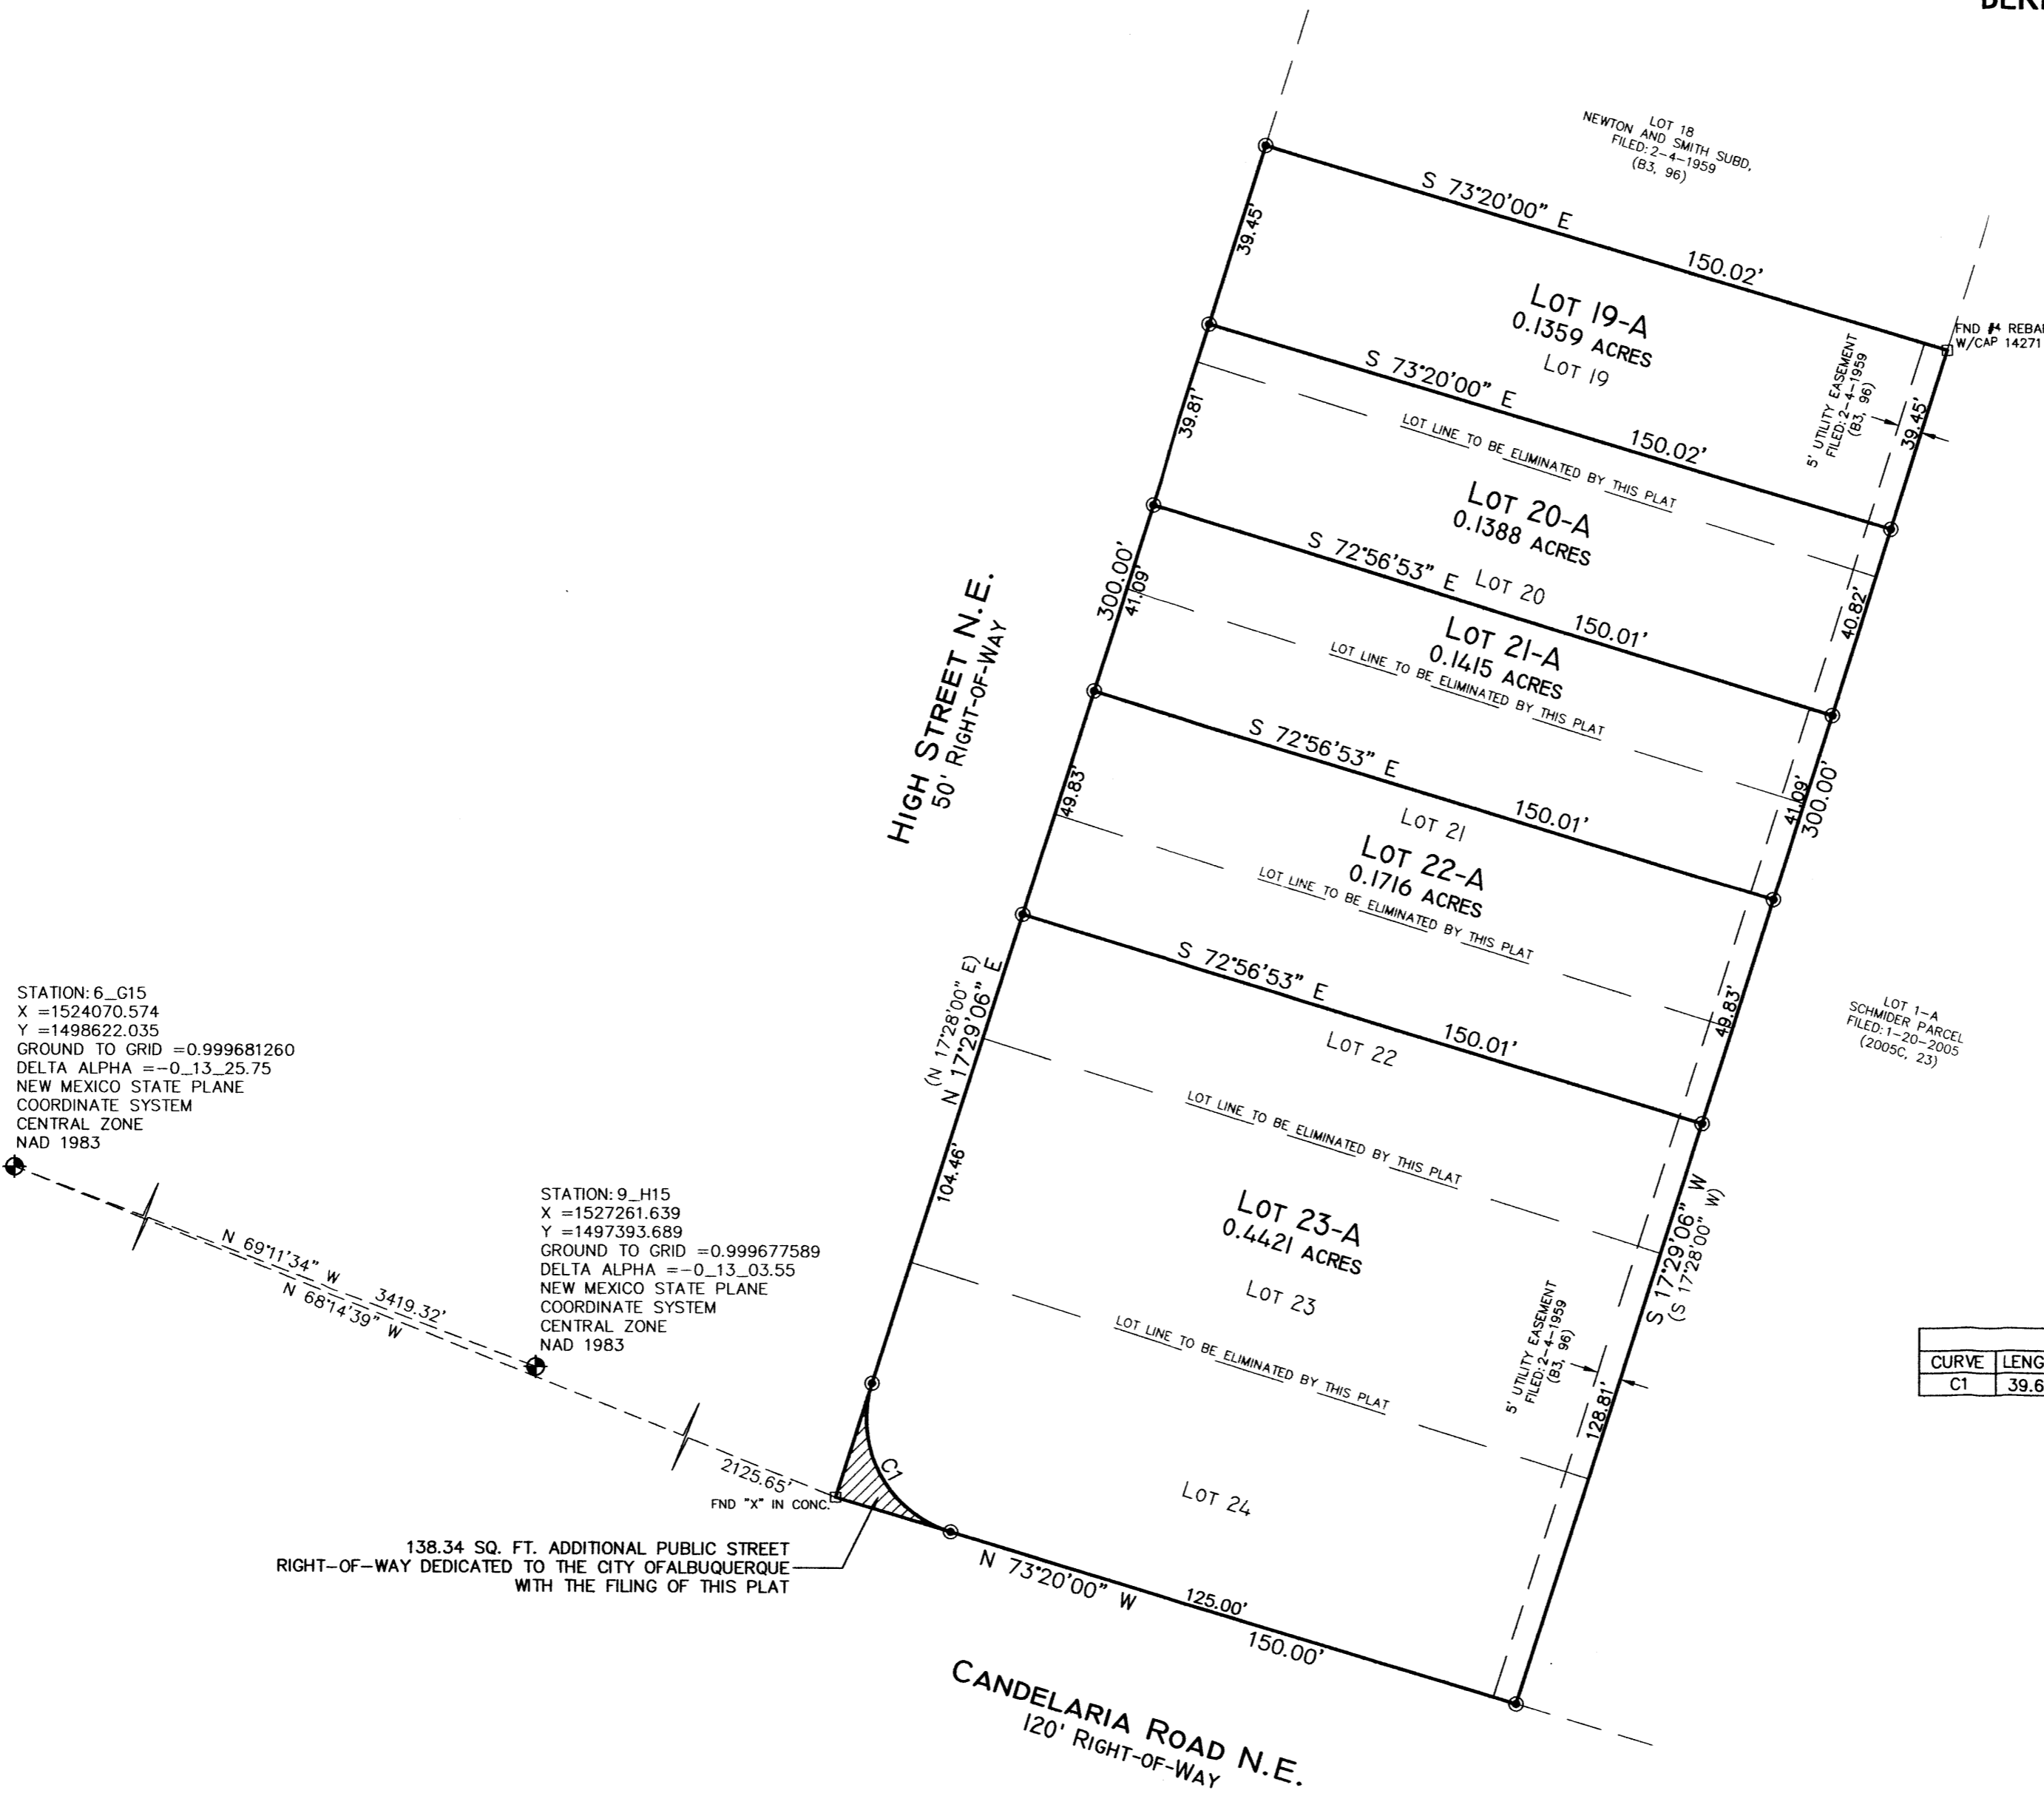 LOT 18
NEWTON AND SMITH SUBD,
FILED: 2-4-1959
(B3, 96)
S 73°20'00" E
150.02'
39.45'
LOT 19-A
0.1359 ACRES
LOT 19
FND #4 REBAR
W/CAP 14271
5' UTILITY EASEMENT
FILED: 2-4-1959
(B3, 96)
39.45'
S 73°20'00" E
150.02'
39.81'
LOT LINE TO BE ELIMINATED BY THIS PLAT
LOT 20-A
0.1388 ACRES
S 72°56'53" E
LOT 20
150.01'
40.82'
300.00'
41.09'
LOT 21-A
0.1415 ACRES
LOT LINE TO BE ELIMINATED BY THIS PLAT
HIGH STREET N.E.
50' RIGHT-OF-WAY
S 72°56'53" E
150.01'
41.09'
300.00'
49.83'
LOT 21
LOT 22-A
0.1716 ACRES
LOT LINE TO BE ELIMINATED BY THIS PLAT
S 72°56'53" E
150.01'
49.83'
LOT 22
LOT 1-A
SCHMIDER PARCEL
FILED: 1-20-2005
(2005C, 23)
(N 17°28'00" E)
N 17°29'06" E
LOT LINE TO BE ELIMINATED BY THIS PLAT
104.46'
LOT 23-A
0.4421 ACRES
LOT 23
S 17°29'06" W
(S 17°28'00" W)
5' UTILITY EASEMENT
FILED: 2-4-1959
(B3, 96)
LOT LINE TO BE ELIMINATED BY THIS PLAT
128.81'
LOT 24
STATION: 6_G15
X =1524070.574
Y =1498622.035
GROUND TO GRID =0.999681260
DELTA ALPHA =-0_13_25.75
NEW MEXICO STATE PLANE
COORDINATE SYSTEM
CENTRAL ZONE
NAD 1983
STATION: 9_H15
X =1527261.639
Y =1497393.689
GROUND TO GRID =0.999677589
DELTA ALPHA =-0_13_03.55
NEW MEXICO STATE PLANE
COORDINATE SYSTEM
CENTRAL ZONE
NAD 1983
N 69°11'34" W
3419.32'
N 68°14'39" W
2125.65'
FND "X" IN CONC.
C1
138.34 SQ. FT. ADDITIONAL PUBLIC STREET
RIGHT-OF-WAY DEDICATED TO THE CITY OFALBUQUERQUE
WITH THE FILING OF THIS PLAT
N 73°20'00" W
125.00'
150.00'
CANDELARIA ROAD N.E.
120' RIGHT-OF-WAY
CURVE LENG
C1 39.6